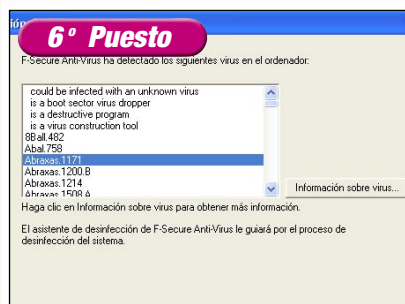 ión
6º Puesto
F-Secure Anti-Virus ha detectado los siguientes virus en el ordenador:
could be infected with an unknown virus
is a boot sector virus dropper
is a destructive program
is a virus construction tool
8Ball.482
Abal.758
Abraxas.1171
Abraxas.1200.B
Abraxas.1214
Abraxas.1508.A
Información sobre virus...
Haga clic en Información sobre virus para obtener más información.
El asistente de desinfección de F-Secure Anti-Virus le guiará por el proceso de
desinfección del sistema.